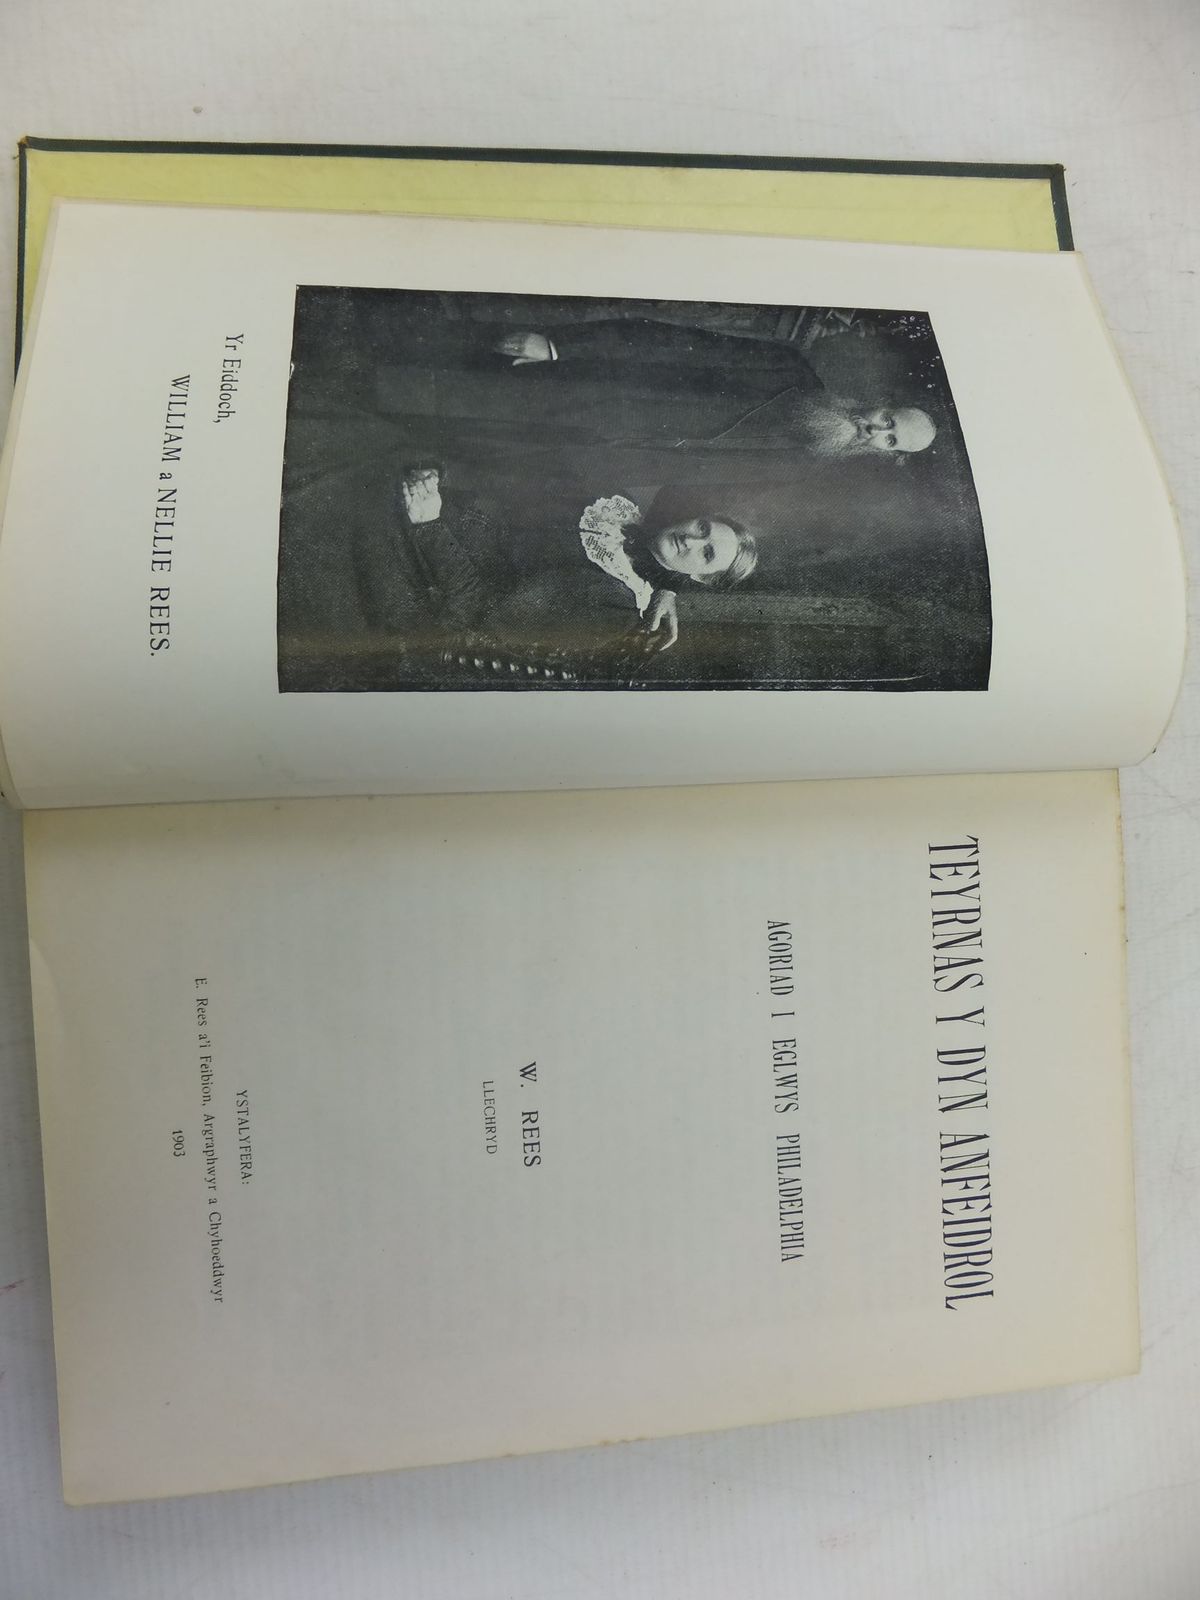 Yr Eiddoch,
WILLIAM a NELLIE REES.
TEYRNAS Y DYN ANFEIDROL
AGORIAD I EGLWYS PHILADELPHIA
W. REES
LLECHRYD
YSTALYFERA:
E. Rees a'i Feibion, Argraphwyr a Chyhoeddwyr
1903